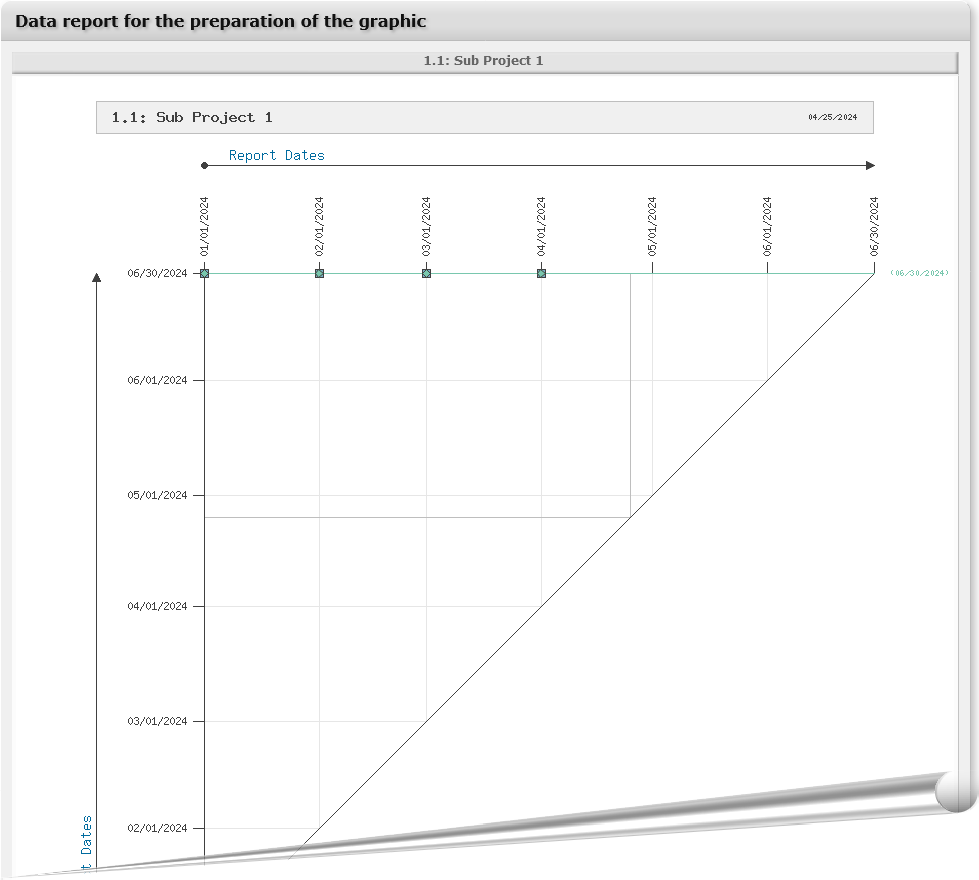 Data report for the preparation of the graphic
1.1: Sub Project 1
1.1: Sub Project 1 04/25/2024
Report Dates
01/01/2024 02/01/2024 03/01/2024 04/01/2024 05/01/2024 06/01/2024 06/30/2024
06/30/2024 (06/30/2024)
06/01/2024
05/01/2024
04/01/2024
03/01/2024
02/01/2024
t Dates